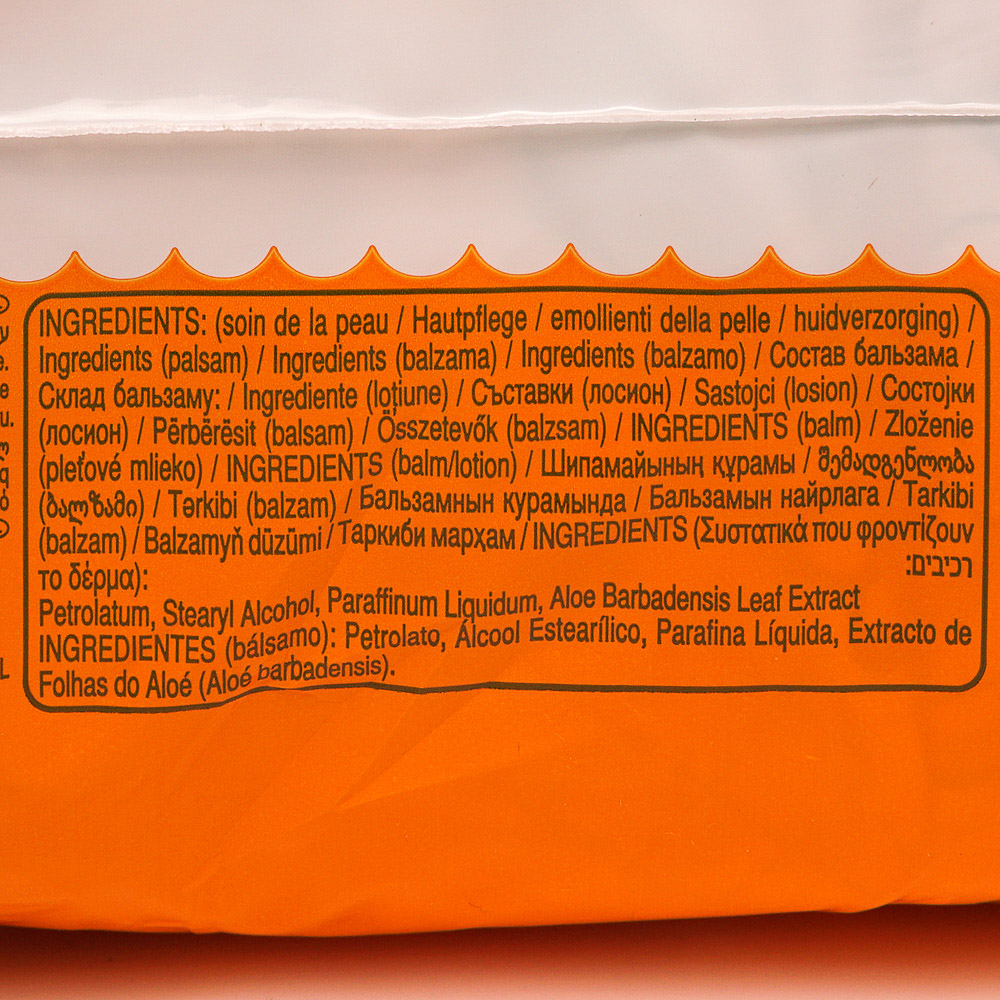 INGREDIENTS: (soin de la peau / Hautpflege / emollienti della pelle / huidverzorging) /
Ingredients (palsam) / Ingredients (balzama) / Ingredients (balzamo) / Состав бальзама /
Склад бальзаму: / Ingrediente (loțiune) / Съставки (лосион) / Sastojci (losion) / Состојки
(лосион) / Përbërësit (balsam) / Összetevők (balzsam) / INGREDIENTS (balm) / Zloženie
(pleťové mlieko) / INGREDIENTS (balm/lotion) / Шипамайының құрамы / შემადგენლობა
(ბალზამი) / Tərkibi (balzam) / Бальзамнын курамында / Бальзамын найрлага / Tarkibi
(balzam) / Balzamyň düzümi / Таркиби марҳам / INGREDIENTS (Συστατικά που φροντίζουν
το δέρμα): רכיבים:
Petrolatum, Stearyl Alcohol, Paraffinum Liquidum, Aloe Barbadensis Leaf Extract
INGREDIENTES (bálsamo): Petrolato, Álcool Estearílico, Parafina Líquida, Extracto de
Folhas do Aloé (Aloé barbadensis).